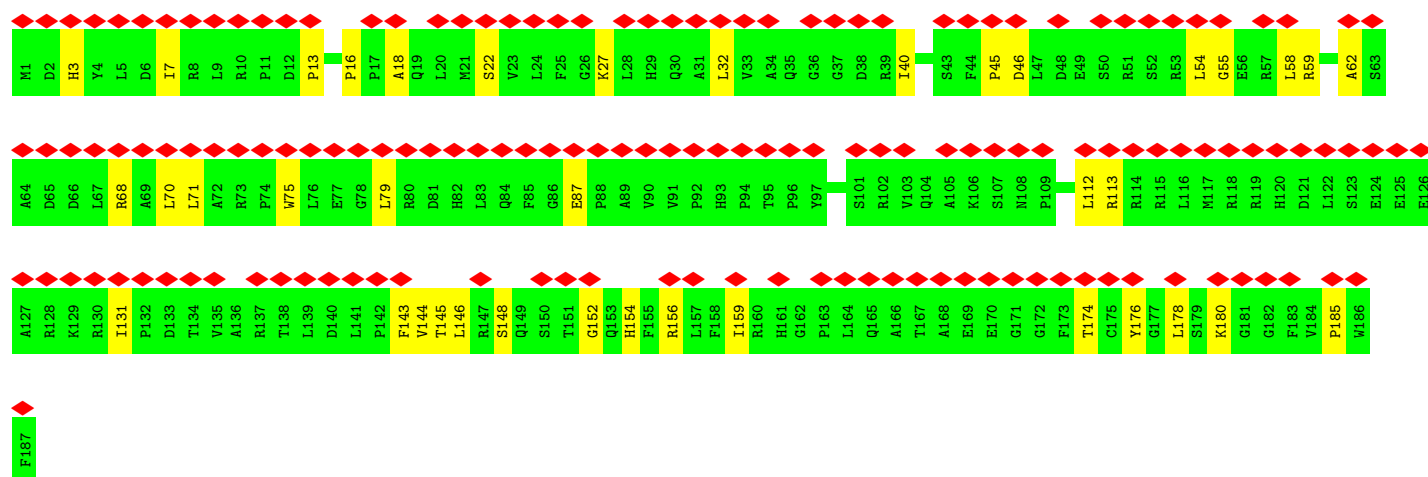 M1 D2 H3 Y4 L5 D6 I7 R8 L9 R10 P11 D12 P13 P16 P17 A18 Q19 L20 M21 S22 V23 L24 F25 G26 K27 L28 H29 Q30 A31 L32 V33 A34 Q35 G36 G37 D38 R39 I40 S43 F44 P45 D46 L47 D48 E49 S50 R51 S52 R53 L54 G55 E56 R57 L58 R59 A62 S63
A64 D65 D66 L67 R68 A69 L70 L71 A72 R73 P74 W75 L76 E77 G78 L79 R80 D81 H82 L83 Q84 F85 G86 E87 P88 A89 V90 V91 P92 H93 P94 T95 P96 Y97 S101 R102 V103 Q104 A105 K106 S107 N108 P109 L112 R113 R114 R115 L116 M117 R118 R119 H120 D121 L122 S123 E124 E125 E126
A127 R128 K129 R130 I131 P132 D133 T134 V135 A136 R137 T138 L139 D140 L141 P142 F143 V144 T145 L146 R147 S148 Q149 S150 T151 G152 Q153 H154 F155 R156 L157 F158 I159 R160 H161 G162 P163 L164 Q165 A166 T167 A168 E169 E170 G171 G172 F173 T174 C175 Y176 G177 L178 S179 K180 G181 G182 F183 V184 P185 W186
F187